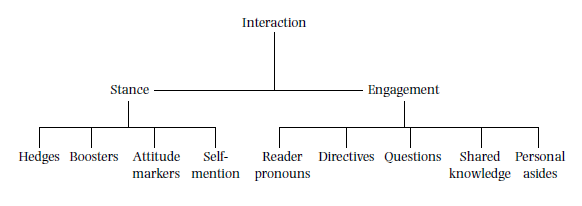 Interaction
Stance Engagement
Hedges Boosters Attitude Self- Reader Directives Questions Shared Personal
markers mention pronouns knowledge asides